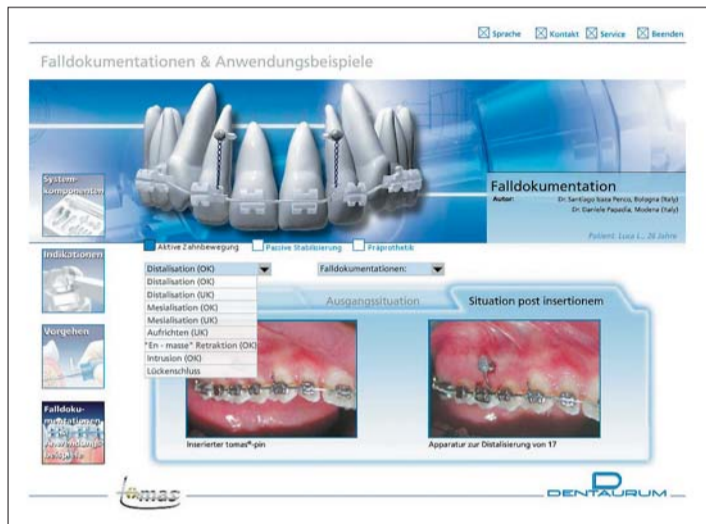 Sprache Kontakt Service Beenden
Falldokumentationen & Anwendungsbeispiele
System-
komponenten
Falldokumentation
Autor: Dr. Santiago Isaza Penco, Bologna (Italy)
Dr. Daniele Papadia, Modena (Italy)
Patient: Luca L., 26 Jahre
Aktive Zahnbewegung Passive Stabilisierung Präprothetik
Indikationen
Distalisation (OK) Falldokumentationen:
Distalisation (OK)
Distalisation (UK)
Mesialisation (OK)
Mesialisation (UK)
Aufrichten (UK)
"En - masse" Retraktion (OK)
Intrusion (OK)
Lückenschluss
Ausgangssituation Situation post insertionem
Vorgehen
Falldoku-
mentationen
Anwendungs-
beispiele
Inserierter tomas®-pin Apparatur zur Distalisierung von 17
tomas
DENTAURUM